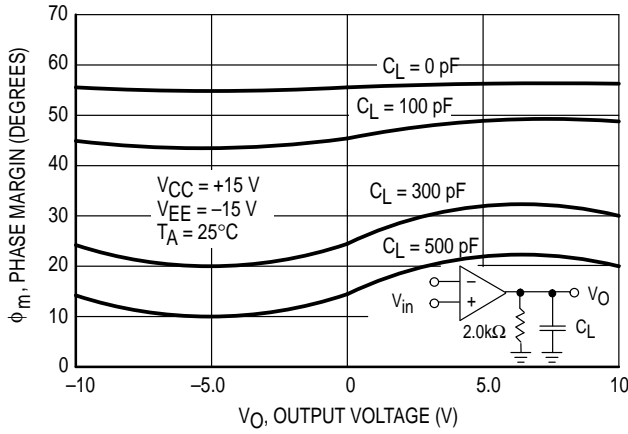 70
60
50
40
30
20
10
0
ϕm, PHASE MARGIN (DEGREES)
CL = 0 pF
CL = 100 pF
VCC = +15 V
VEE = –15 V
TA = 25°C
CL = 300 pF
CL = 500 pF
Vin
–
+
VO
2.0kΩ
CL
–10
–5.0
0
5.0
10
VO, OUTPUT VOLTAGE (V)